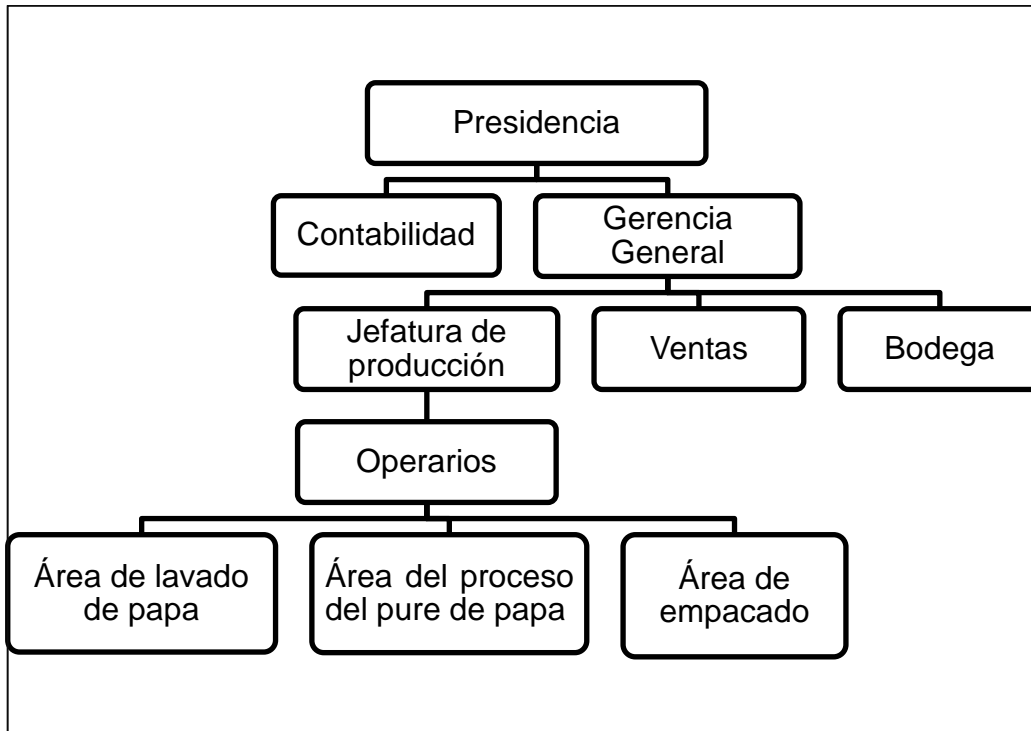 Presidencia
Contabilidad
Gerencia
General
Jefatura de
producción
Ventas
Bodega
Operarios
Área de lavado
de papa
Área del proceso
del pure de papa
Área de
empacado